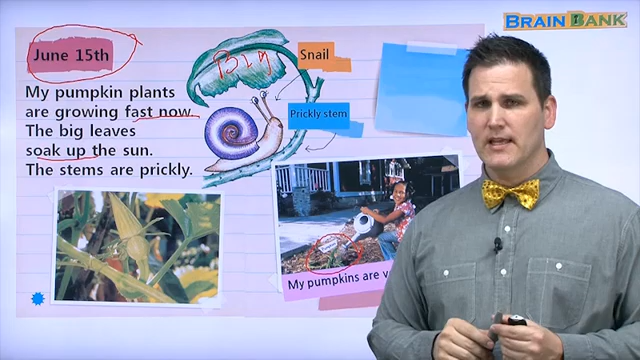 BRAIN BANK
June 15th
My pumpkin plants
are growing fast now.
The big leaves
soak up the sun.
The stems are prickly.
Big
Snail
Prickly stem
My pumpkins are